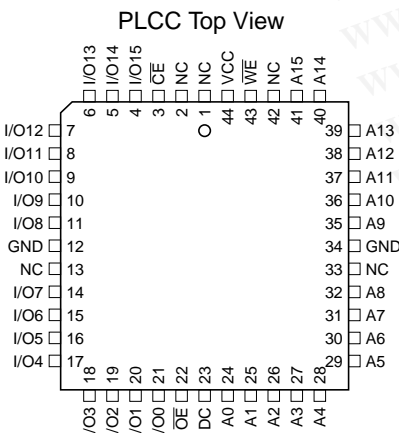 PLCC Top View
I/O13
I/O14
I/O15
CE
NC
NC
VCC
WE
NC
A15
A14
6
5
4
3
2
1
44
43
42
41
40
I/O12 7
I/O11 8
I/O10 9
I/O9 10
I/O8 11
GND 12
NC 13
I/O7 14
I/O6 15
I/O5 16
I/O4 17
39 A13
38 A12
37 A11
36 A10
35 A9
34 GND
33 NC
32 A8
31 A7
30 A6
29 A5
18
19
20
21
22
23
24
25
26
27
28
I/O3
I/O2
I/O1
I/O0
OE
DC
A0
A1
A2
A3
A4